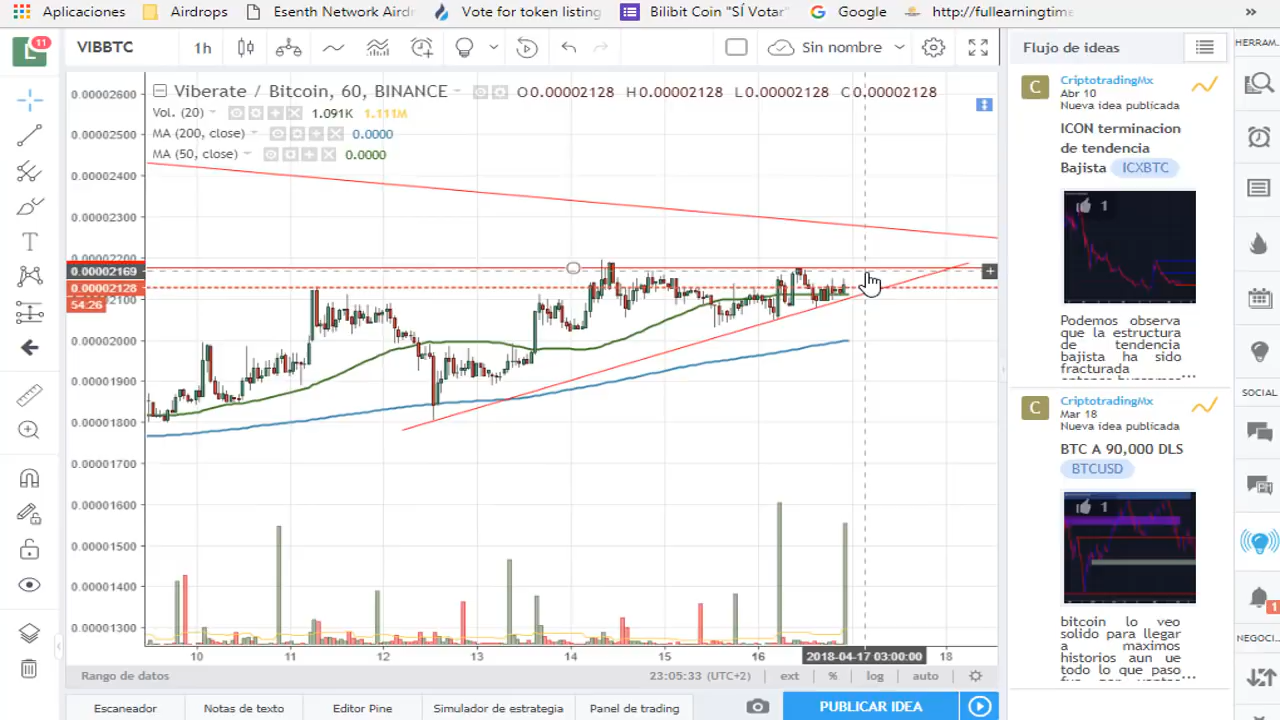 Aplicaciones Airdrops Esenth Network Airdr Vote for token listing Bilibit Coin "SÍ Votar" Google http://fullearningtime »
11 VIBBTC 1h Sin nombre Flujo de ideas HERRAM
Viberate / Bitcoin, 60, BINANCE O0.00002128 H0.00002128 L0.00002128 C0.00002128
Vol. (20) 1.091K 1.111M
MA (200, close) 0.0000
MA (50, close) 0.0000
0.00002600
0.00002500
0.00002400
0.00002300
0.00002200
0.00002169
0.00002128
54:26
0.00002100
0.00002000
0.00001900
0.00001800
0.00001700
0.00001600
0.00001500
0.00001400
0.00001300
10 11 12 13 14 15 16 2018-04-17 03:00:00 18
Rango de datos 23:05:33 (UTC+2) ext % log auto
Escaneador Notas de texto Editor Pine Simulador de estrategia Panel de trading PUBLICAR IDEA
C CriptotradingMx
Abr 10
Nueva idea publicada
ICON terminacion
de tendencia
Bajista ICXBTC
1
Podemos observa
que la estructura
de tendencia
bajista ha sido
fracturada
C CriptotradingMx
Mar 18
Nueva idea publicada
BTC A 90,000 DLS
BTCUSD
1
bitcoin lo veo
solido para llegar
a maximos
historios aun ue
todo lo que paso
SOCIAL
1
NEGOCI